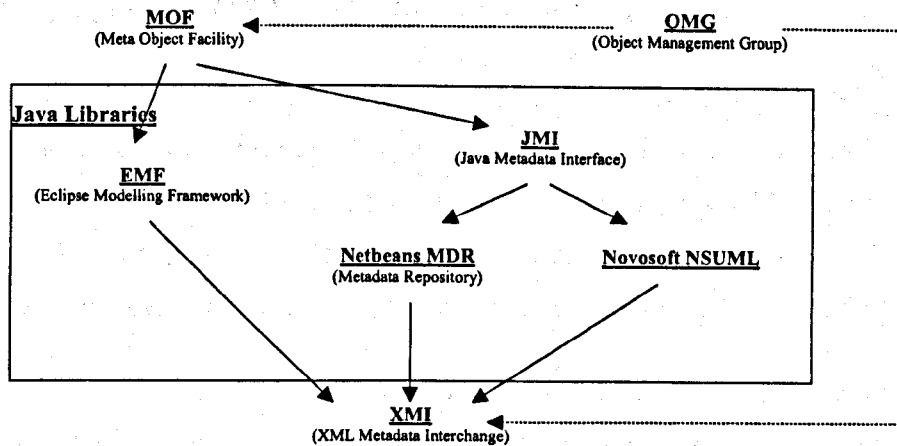 MOF
(Meta Object Facility)
OMG
(Object Management Group)
Java Libraries
JMI
(Java Metadata Interface)
EMF
(Eclipse Modelling Framework)
Netbeans MDR
(Metadata Repository)
Novosoft NSUML
XMI
(XML Metadata Interchange)